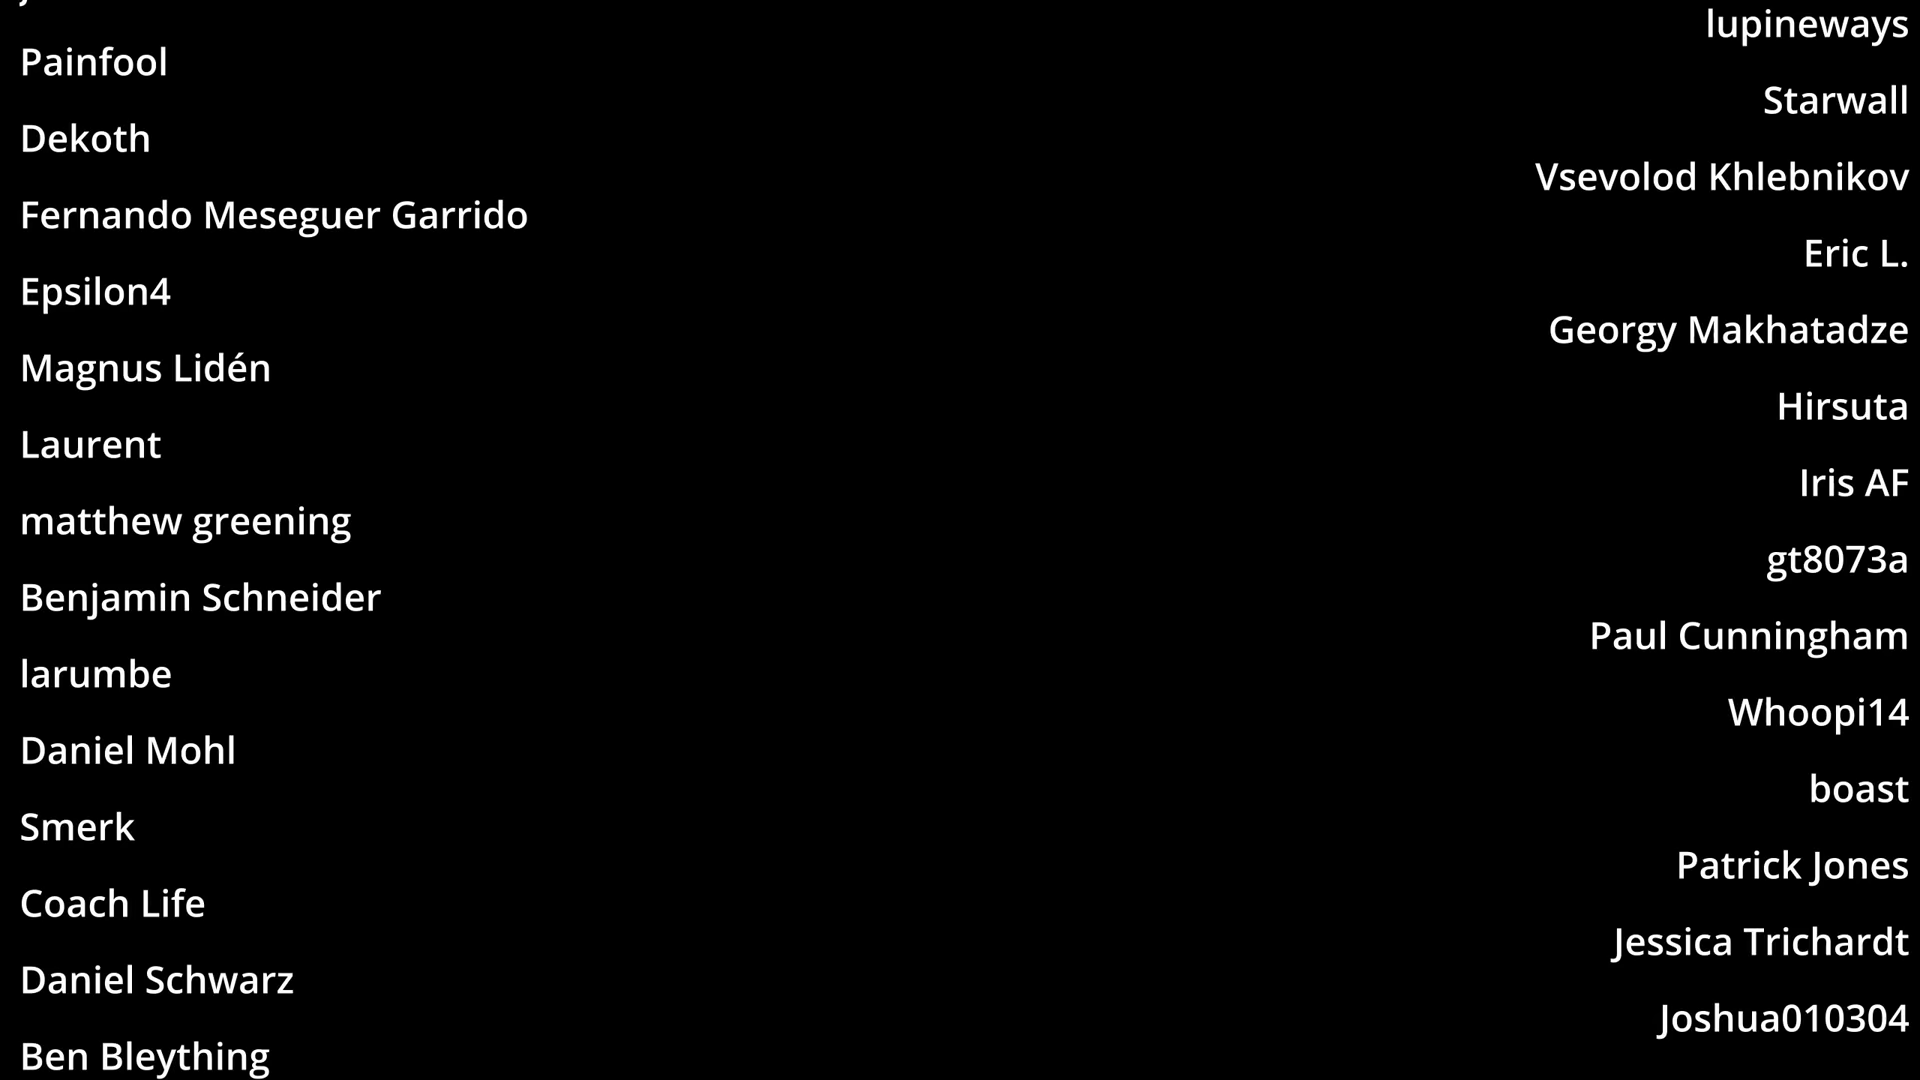 Painfool
Dekoth
Fernando Meseguer Garrido
Epsilon4
Magnus Lidén
Laurent
matthew greening
Benjamin Schneider
larumbe
Daniel Mohl
Smerk
Coach Life
Daniel Schwarz
Ben Bleything
lupineways
Starwall
Vsevolod Khlebnikov
Eric L.
Georgy Makhatadze
Hirsuta
Iris AF
gt8073a
Paul Cunningham
Whoopi14
boast
Patrick Jones
Jessica Trichardt
Joshua010304